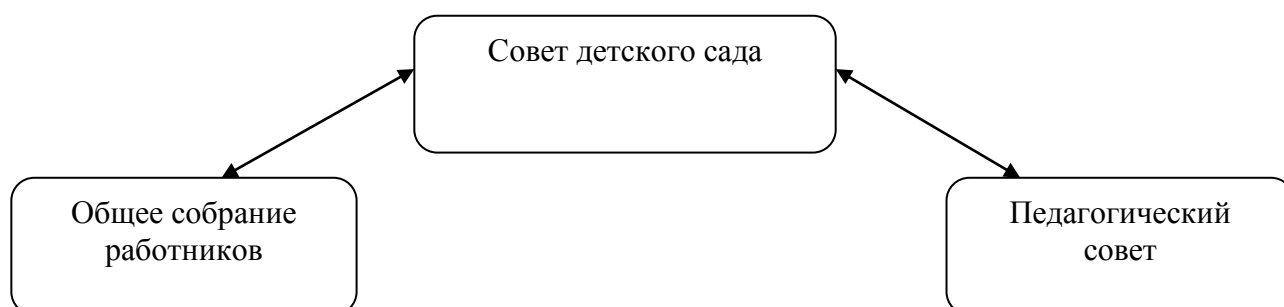 Совет детского сада
Общее собрание
работников
Педагогический
совет